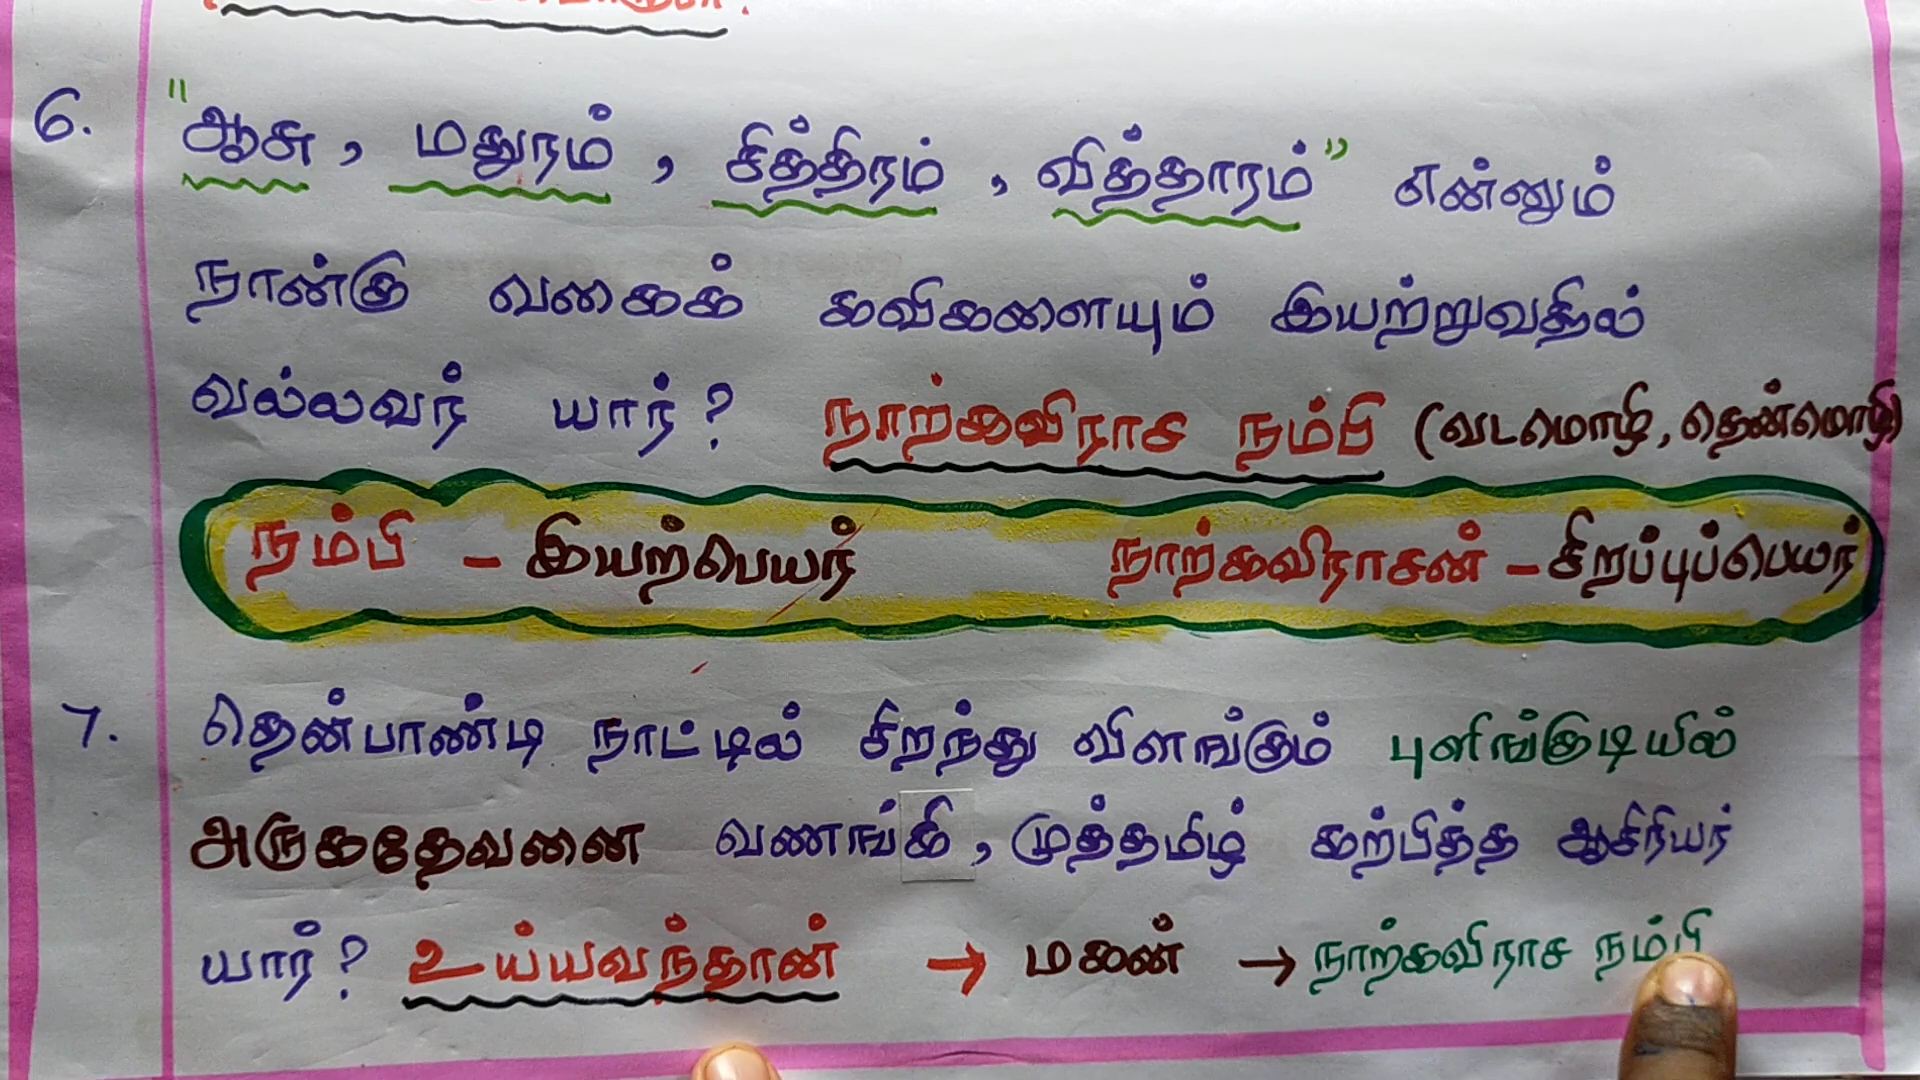 6. "ஆசு, மதுரம், சித்திரம், வித்தாரம்" என்னும்
நான்கு வகைக் கவிகளையும் இயற்றுவதில்
வல்லவர் யார்? நாற்கவிராச நம்பி (வடமொழி, தென்மொழி)
நம்பி - இயற்பெயர் நாற்கவிராசன் - சிறப்புப்பெயர்
7. தென்பாண்டி நாட்டில் சிறந்து விளங்கும் புளிங்குடியில்
அருகதேவனை வணங்கி, முத்தமிழ் கற்பித்த ஆசிரியர்
யார்? உய்யவந்தான் → மகன் → நாற்கவிராச நம்பி